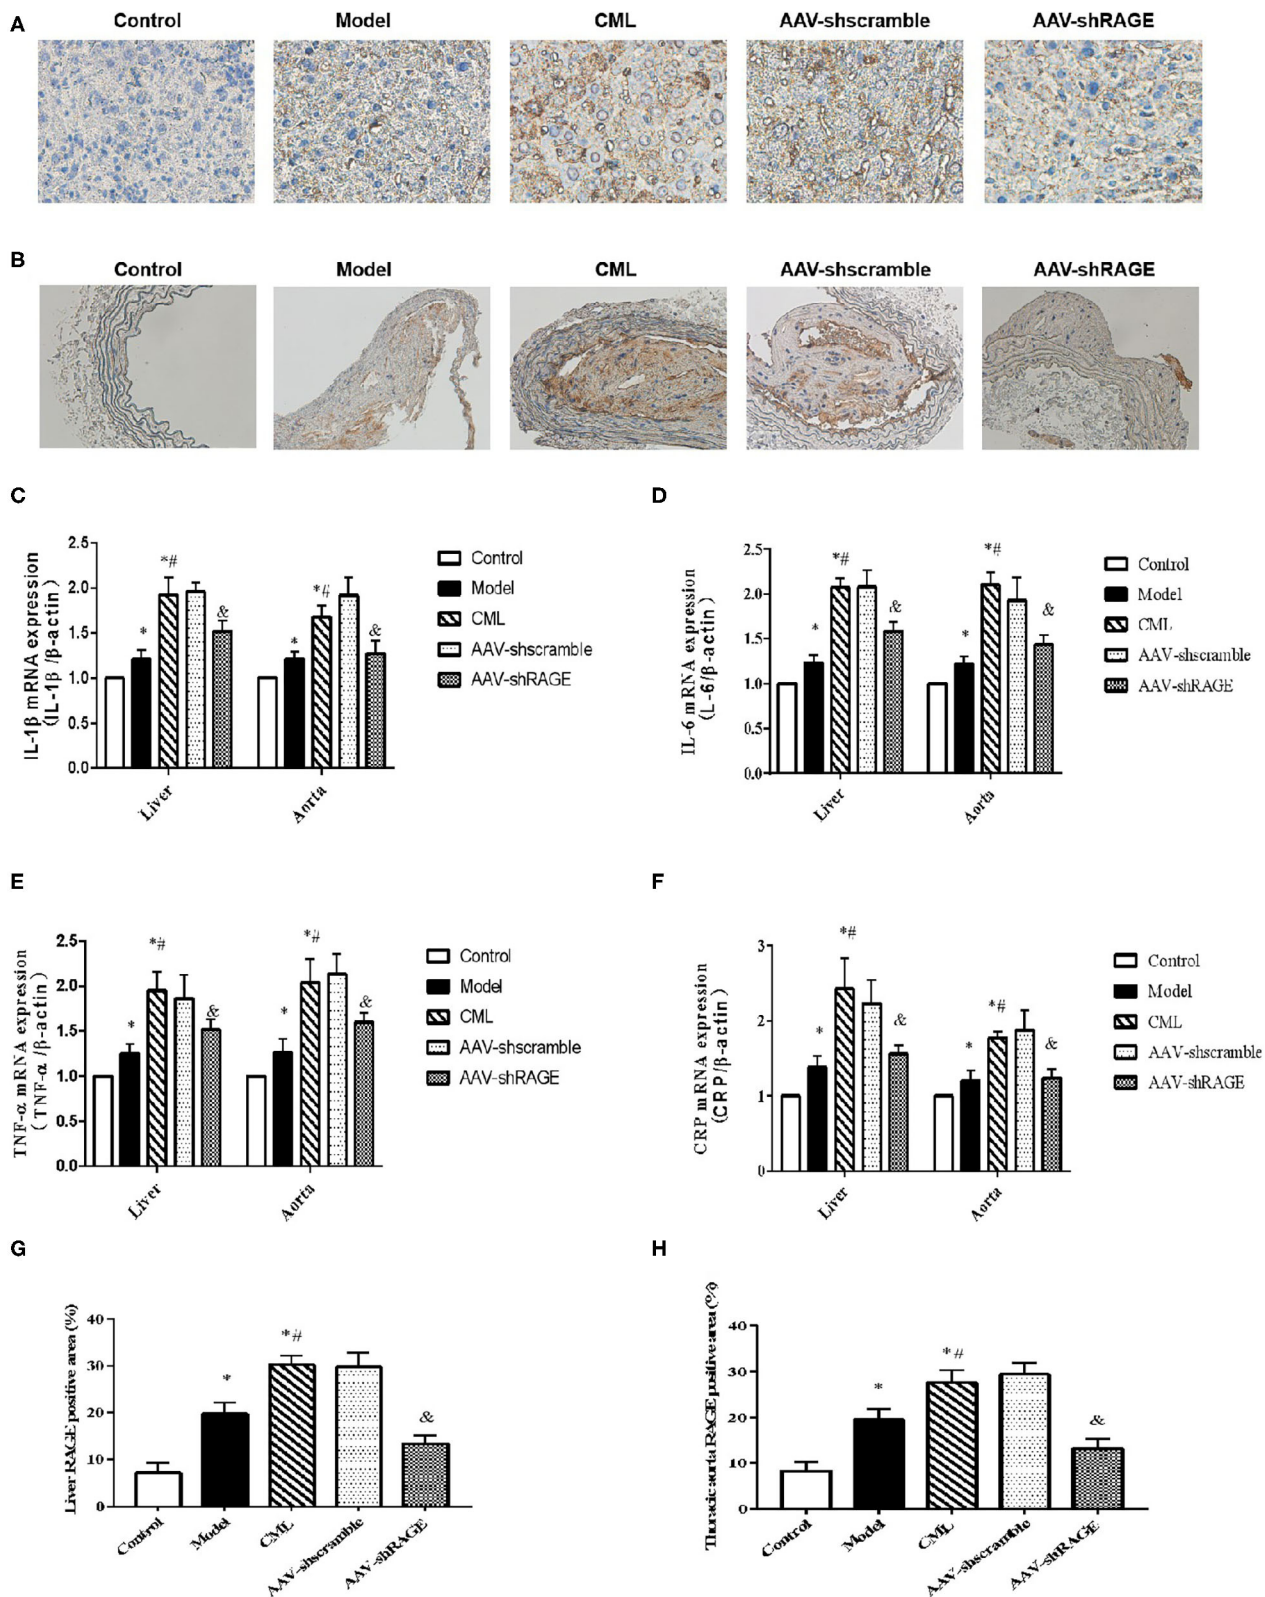 A
Control Model CML AAV-shscramble AAV-shRAGE
B
Control Model CML AAV-shscramble AAV-shRAGE
C
IL-1β mRNA expression
(IL-1β /β-actin)
2.5
2.0
1.5
1.0
0.5
0.0
* *# & * *# &
Liver Aorta
Control
Model
CML
AAV-shscramble
AAV-shRAGE
D
IL-6 mRNA expression
(L-6/β-actin)
2.5
2.0
1.5
1.0
0.5
0.0
* *# & * *# &
Liver Aorta
Control
Model
CML
AAV-shscramble
AAV-shRAGE
E
TNF-α mRNA expression
(TNF-α /β-actin)
2.5
2.0
1.5
1.0
0.5
0.0
* *# & * *# &
Liver Aorta
Control
Model
CML
AAV-shscramble
AAV-shRAGE
F
CRP mRNA expression
(CRP/β-actin)
3
2
1
0
* *# & * *# &
Liver Aorta
Control
Model
CML
AAV-shscramble
AAV-shRAGE
G
Liver RAGE positive area (%)
40
30
20
10
0
* *# &
Control Model CML AAV-shscramble AAV-shRAGE
H
Thoracic aorta RAGE positive area (%)
40
30
20
10
0
* *# &
Control Model CML AAV-shscramble AAV-shRAGE